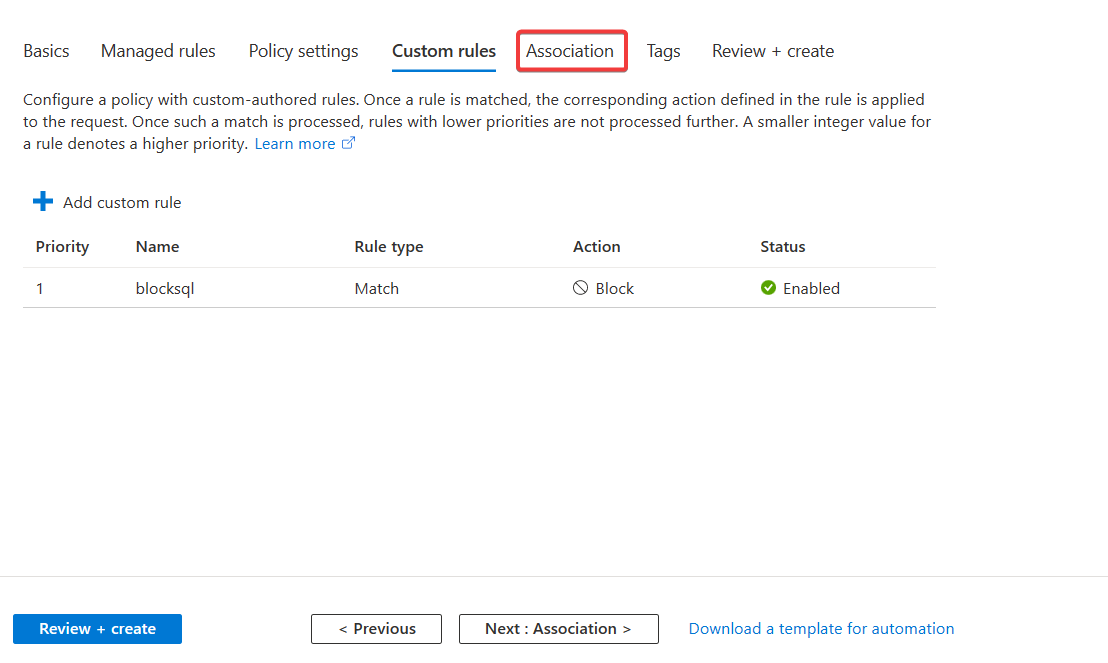 Basics Managed rules Policy settings Custom rules Association Tags Review + create
Configure a policy with custom-authored rules. Once a rule is matched, the corresponding action defined in the rule is applied
to the request. Once such a match is processed, rules with lower priorities are not processed further. A smaller integer value for
a rule denotes a higher priority. Learn more
Add custom rule
Priority Name Rule type Action Status
1 blocksql Match Block Enabled
Review + create < Previous Next : Association > Download a template for automation